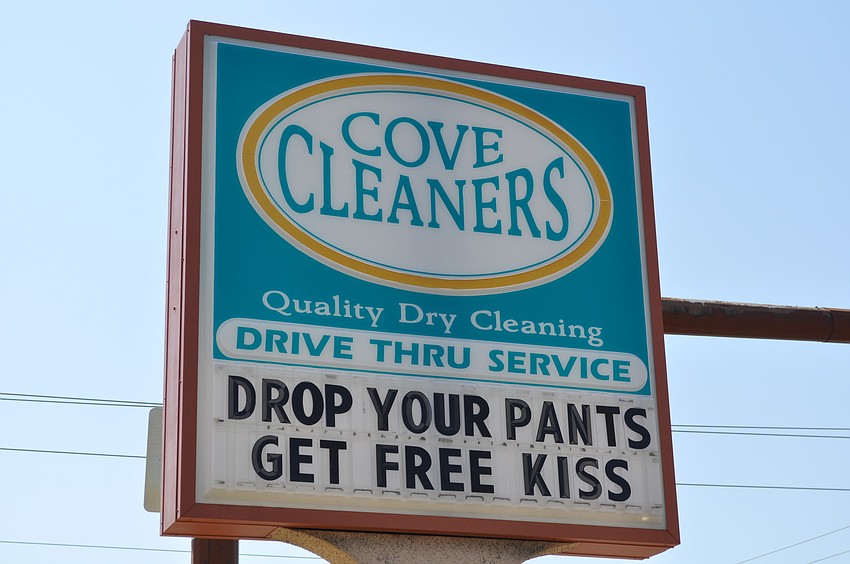 COVE
CLEANERS
Quality Dry Cleaning
DRIVE THRU SERVICE
DROP YOUR PANTS
GET FREE KISS